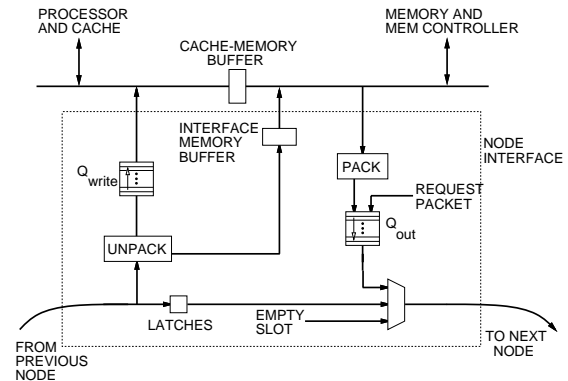 PROCESSOR
AND CACHE
MEMORY AND
MEM CONTROLLER
CACHE-MEMORY
BUFFER
INTERFACE
MEMORY
BUFFER
NODE
INTERFACE
PACK
Q
write
REQUEST
PACKET
Q
out
UNPACK
LATCHES
EMPTY
SLOT
FROM
PREVIOUS
NODE
TO NEXT
NODE